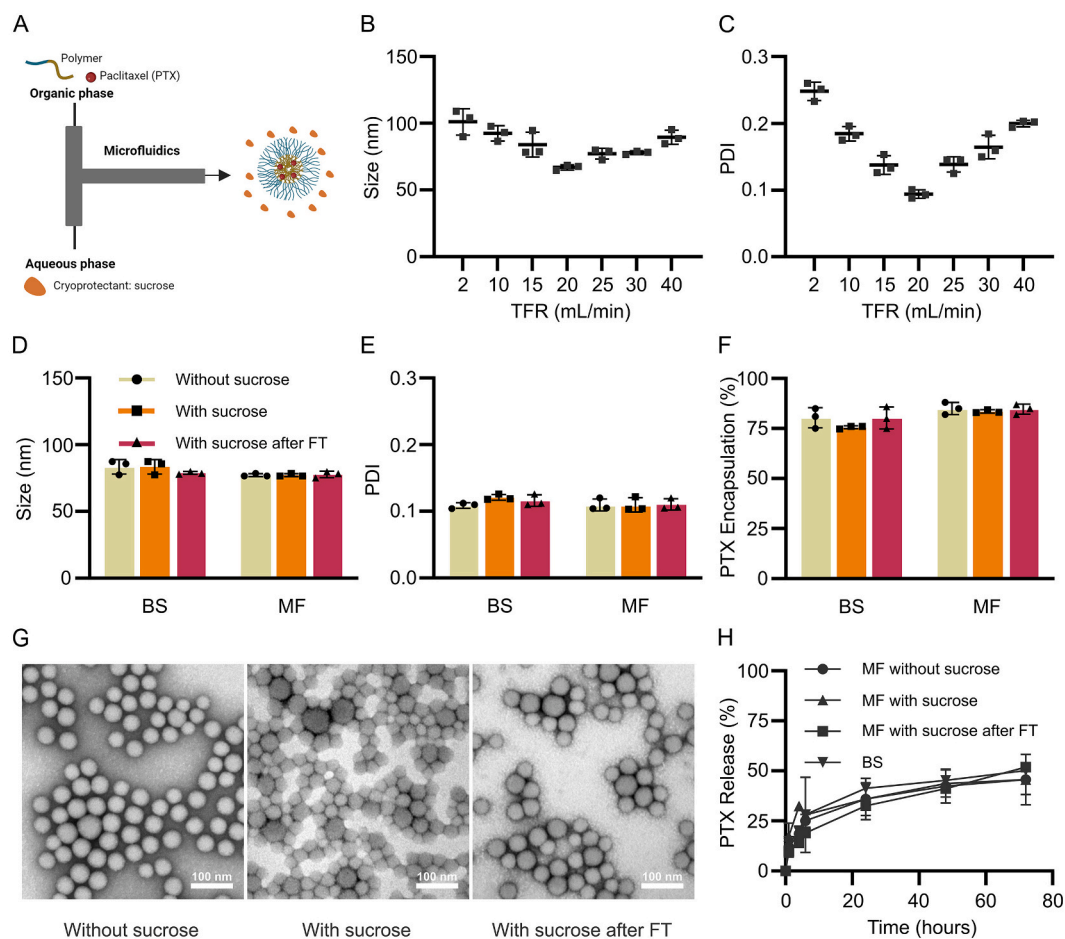 A
Polymer
Paclitaxel (PTX)
Organic phase
Microfluidics
Aqueous phase
Cryoprotectant: sucrose
B
Size (nm)
150
100
50
0
2 10 15 20 25 30 40
TFR (mL/min)
C
PDI
0.3
0.2
0.1
0.0
2 10 15 20 25 30 40
TFR (mL/min)
D
Size (nm)
150
100
50
0
Without sucrose
With sucrose
With sucrose after FT
BS MF
E
PDI
0.3
0.2
0.1
0.0
BS MF
F
PTX Encapsulation (%)
100
75
50
25
0
BS MF
G
100 nm
100 nm
100 nm
Without sucrose
With sucrose
With sucrose after FT
H
PTX Release (%)
100
75
50
25
0
MF without sucrose
MF with sucrose
MF with sucrose after FT
BS
0 20 40 60 80
Time (hours)